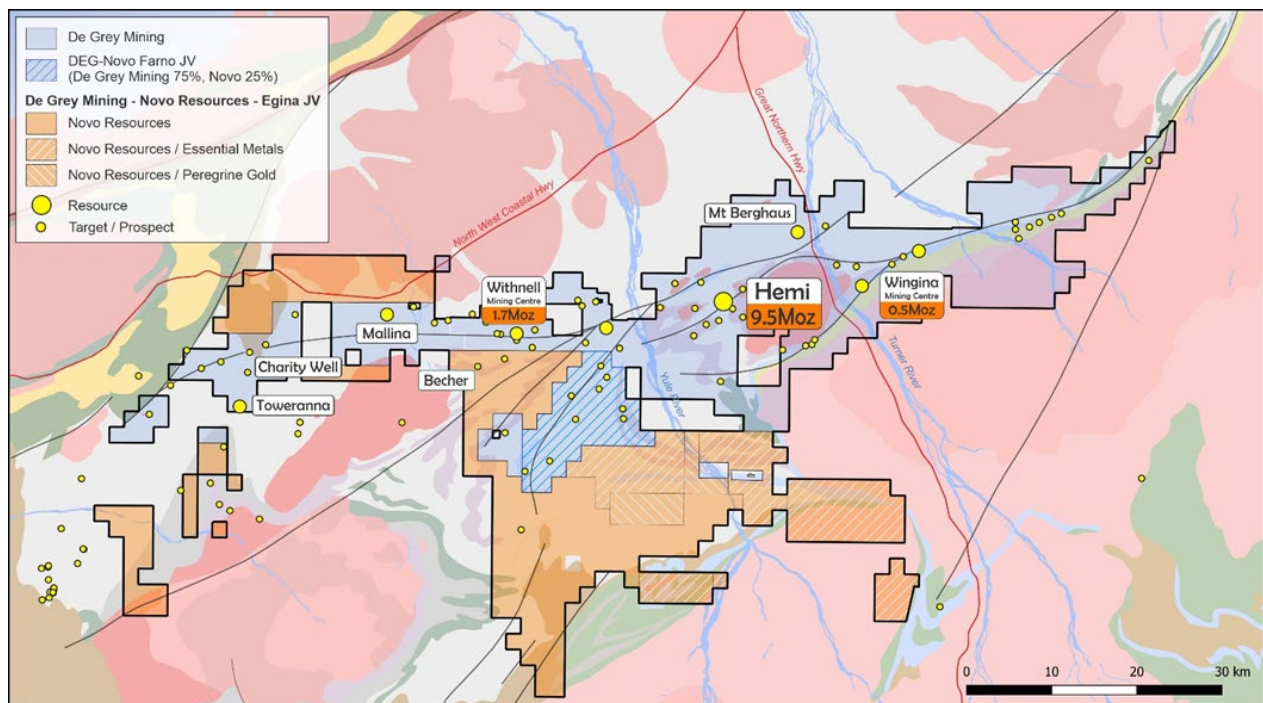 De Grey Mining
DEG-Novo Farno JV
(De Grey Mining 75%, Novo 25%)
De Grey Mining - Novo Resources - Egina JV
Novo Resources
Novo Resources / Essential Metals
Novo Resources / Peregrine Gold
Resource
Target / Prospect
North West Coastal Hwy
Great Northern Hwy
Mt Berghaus
Withnell
Mining Centre
1.7Moz
Hemi
9.5Moz
Wingina
Mining Centre
0.5Moz
Mallina
Charity Well
Becher
Toweranna
Yule River
Turner River
0 10 20 30 km